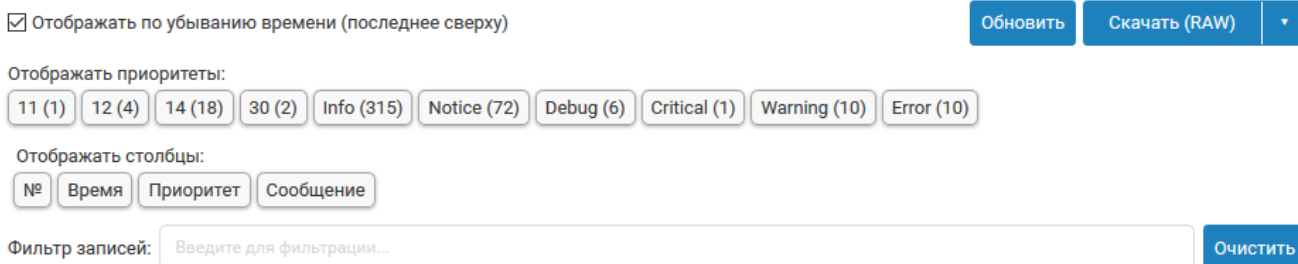 Отображать по убыванию времени (последнее сверху) Обновить Скачать (RAW)
Отображать приоритеты:
11 (1) 12 (4) 14 (18) 30 (2) Info (315) Notice (72) Debug (6) Critical (1) Warning (10) Error (10)
Отображать столбцы:
№ Время Приоритет Сообщение
Фильтр записей: Введите для фильтрации... Очистить